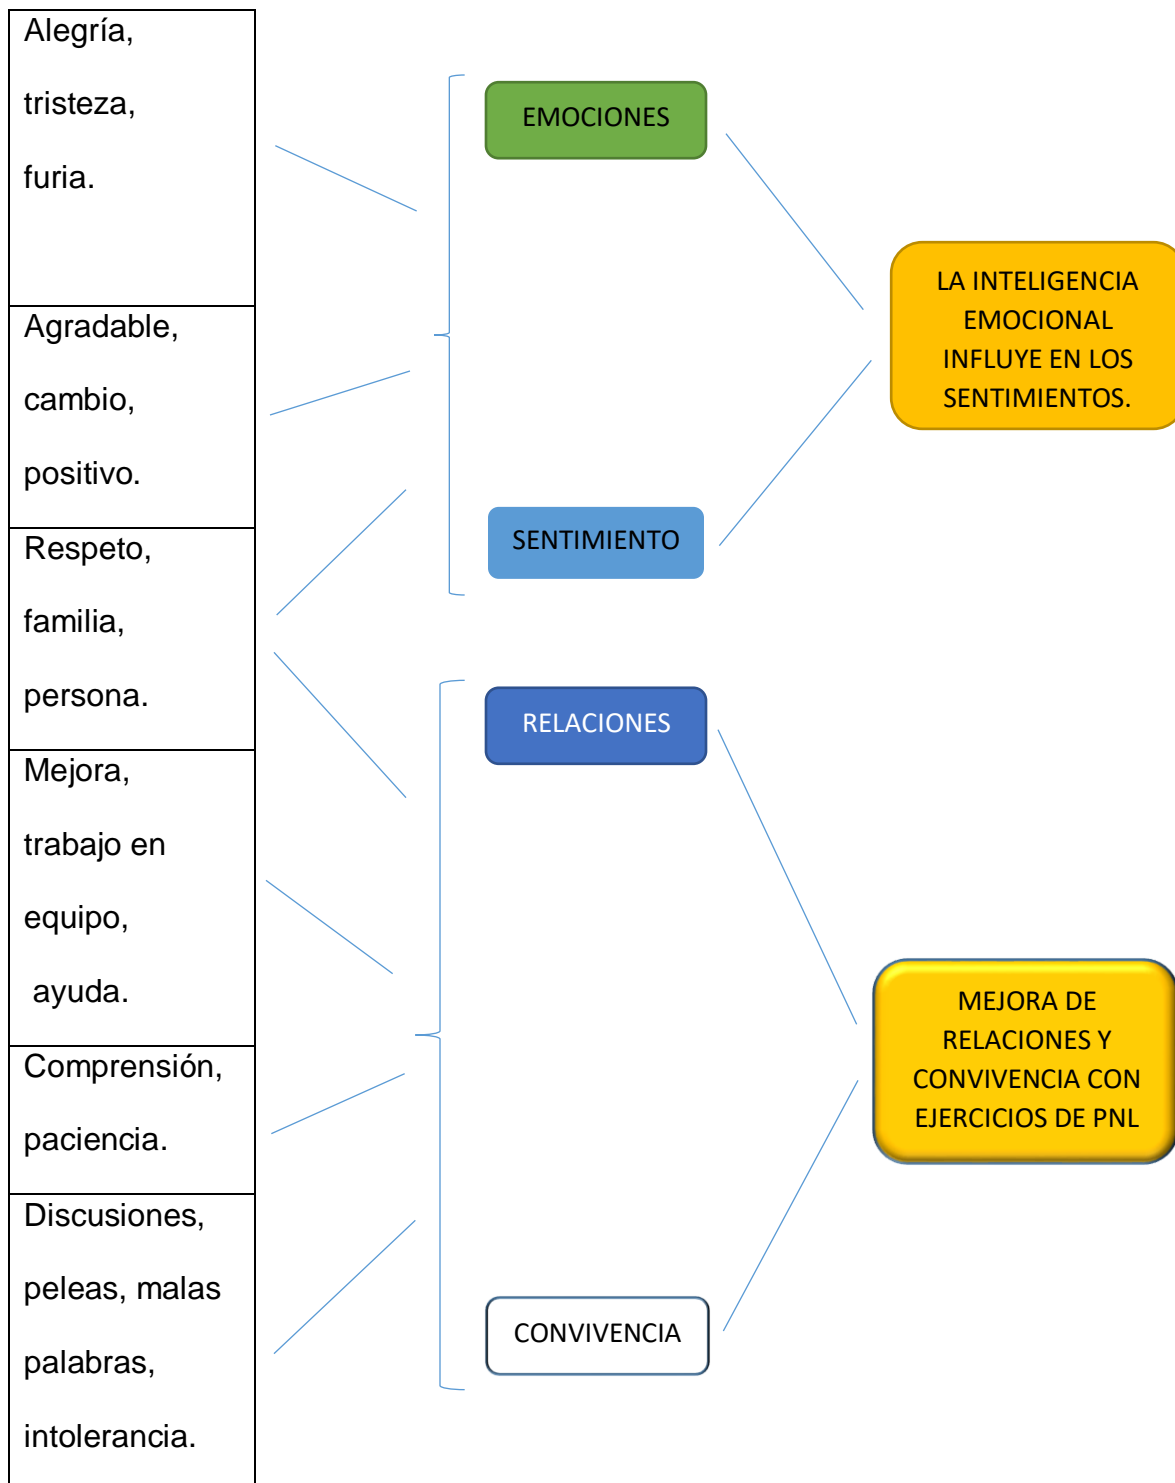 Alegría,
tristeza,
furia.
Agradable,
cambio,
positivo.
Respeto,
familia,
persona.
Mejora,
trabajo en
equipo,
ayuda.
Comprensión,
paciencia.
Discusiones,
peleas, malas
palabras,
intolerancia.
EMOCIONES
SENTIMIENTO
RELACIONES
CONVIVENCIA
LA INTELIGENCIA
EMOCIONAL
INFLUYE EN LOS
SENTIMIENTOS.
MEJORA DE
RELACIONES Y
CONVIVENCIA CON
EJERCICIOS DE PNL